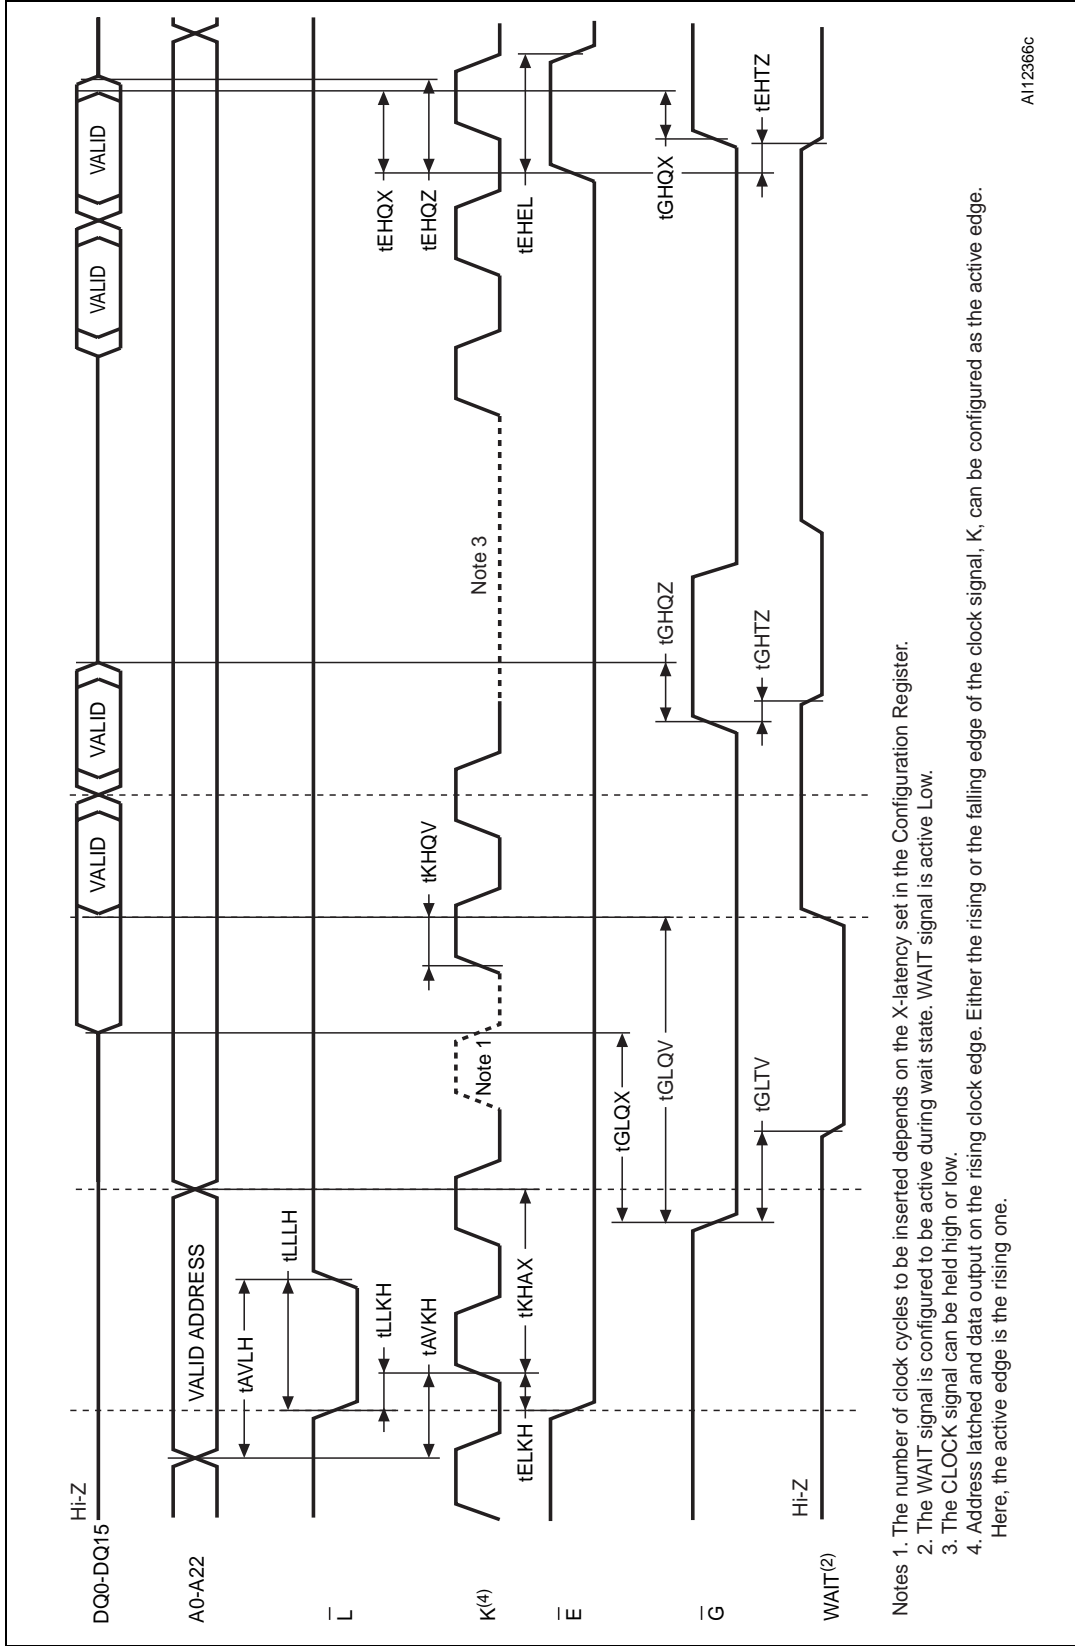 Hi-Z
DQ0-DQ15
VALID
VALID
VALID
VALID
A0-A22
VALID ADDRESS
tAVLH
tLLLH
L
tLLKH
tAVKH
tKHQV
tEHQX
tEHQZ
K(4)
Note 1
Note 3
tELKH
tKHAX
tEHEL
E
tGLQX
tGLQV
tGHQZ
tGHQX
G
tGLTV
tGHTZ
tEHTZ
Hi-Z
WAIT(2)
Notes 1. The number of clock cycles to be inserted depends on the X-latency set in the Configuration Register.
2. The WAIT signal is configured to be active during wait state. WAIT signal is active Low.
3. The CLOCK signal can be held high or low.
4. Address latched and data output on the rising clock edge. Either the rising or the falling edge of the clock signal, K, can be configured as the active edge.
Here, the active edge is the rising one.
AI12366c